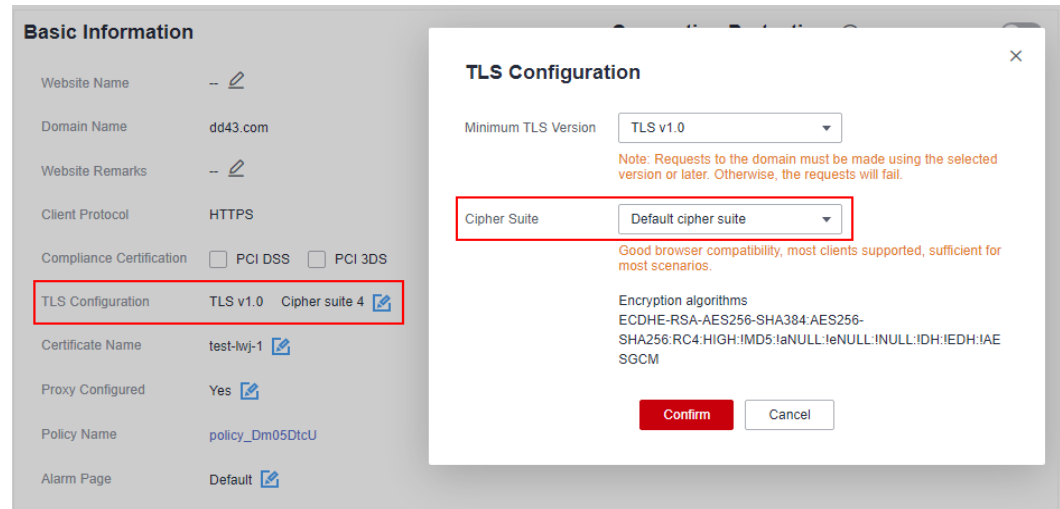 Basic Information
Website Name -- 
Domain Name dd43.com
Website Remarks -- 
Client Protocol HTTPS
Compliance Certification PCI DSS PCI 3DS
TLS Configuration TLS v1.0 Cipher suite 4
Certificate Name test-lwj-1
Proxy Configured Yes
Policy Name policy_Dm05DtcU
Alarm Page Default
TLS Configuration
Minimum TLS Version TLS v1.0
Note: Requests to the domain must be made using the selected
version or later. Otherwise, the requests will fail.
Cipher Suite Default cipher suite
Good browser compatibility, most clients supported, sufficient for
most scenarios.
Encryption algorithms
ECDHE-RSA-AES256-SHA384:AES256-
SHA256:RC4:HIGH:!MD5:!aNULL:!eNULL:!NULL:!DH:!EDH:!AE
SGCM
Confirm Cancel